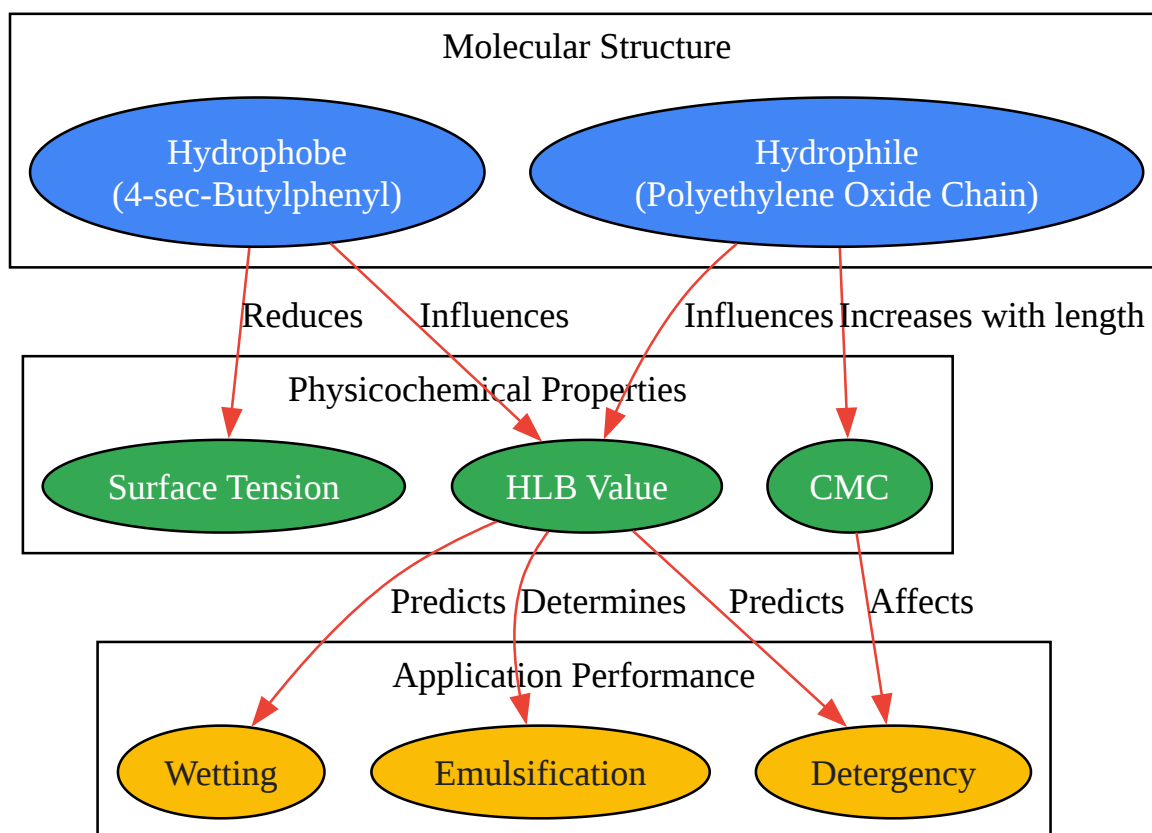 Molecular Structure
Hydrophobe
(4-sec-Butylphenyl)
Hydrophile
(Polyethylene Oxide Chain)
Reduces
Influences
Influences
Increases with length
Physicochemical Properties
Surface Tension
HLB Value
CMC
Predicts
Determines
Predicts
Affects
Application Performance
Wetting
Emulsification
Detergency